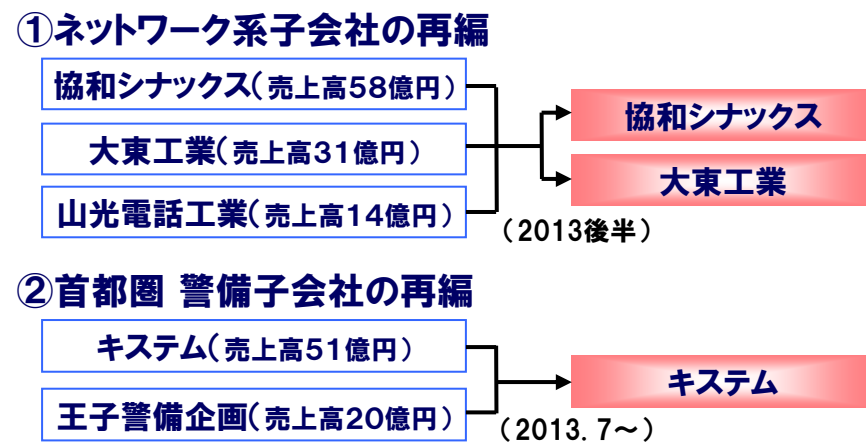 ①ネットワーク系子会社の再編
協和シナックス(売上高58億円)
大東工業(売上高31億円)
山光電話工業(売上高14億円)
協和シナックス
大東工業
(2013後半)
②首都圏 警備子会社の再編
キステム(売上高51億円)
王子警備企画(売上高20億円)
キステム
(2013.7~)